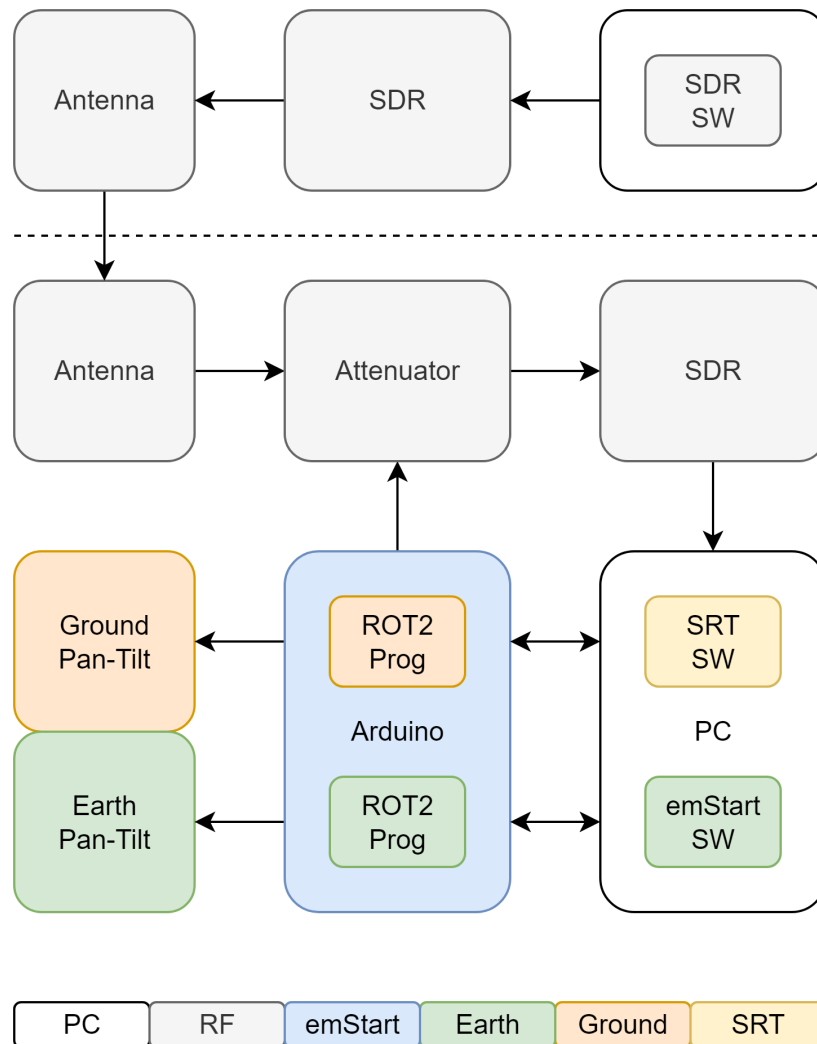 Antenna
SDR
SDR
SW
Antenna
Attenuator
SDR
Ground
Pan-Tilt
ROT2
Prog
SRT
SW
Arduino
PC
Earth
Pan-Tilt
ROT2
Prog
emStart
SW
PC
RF
emStart
Earth
Ground
SRT